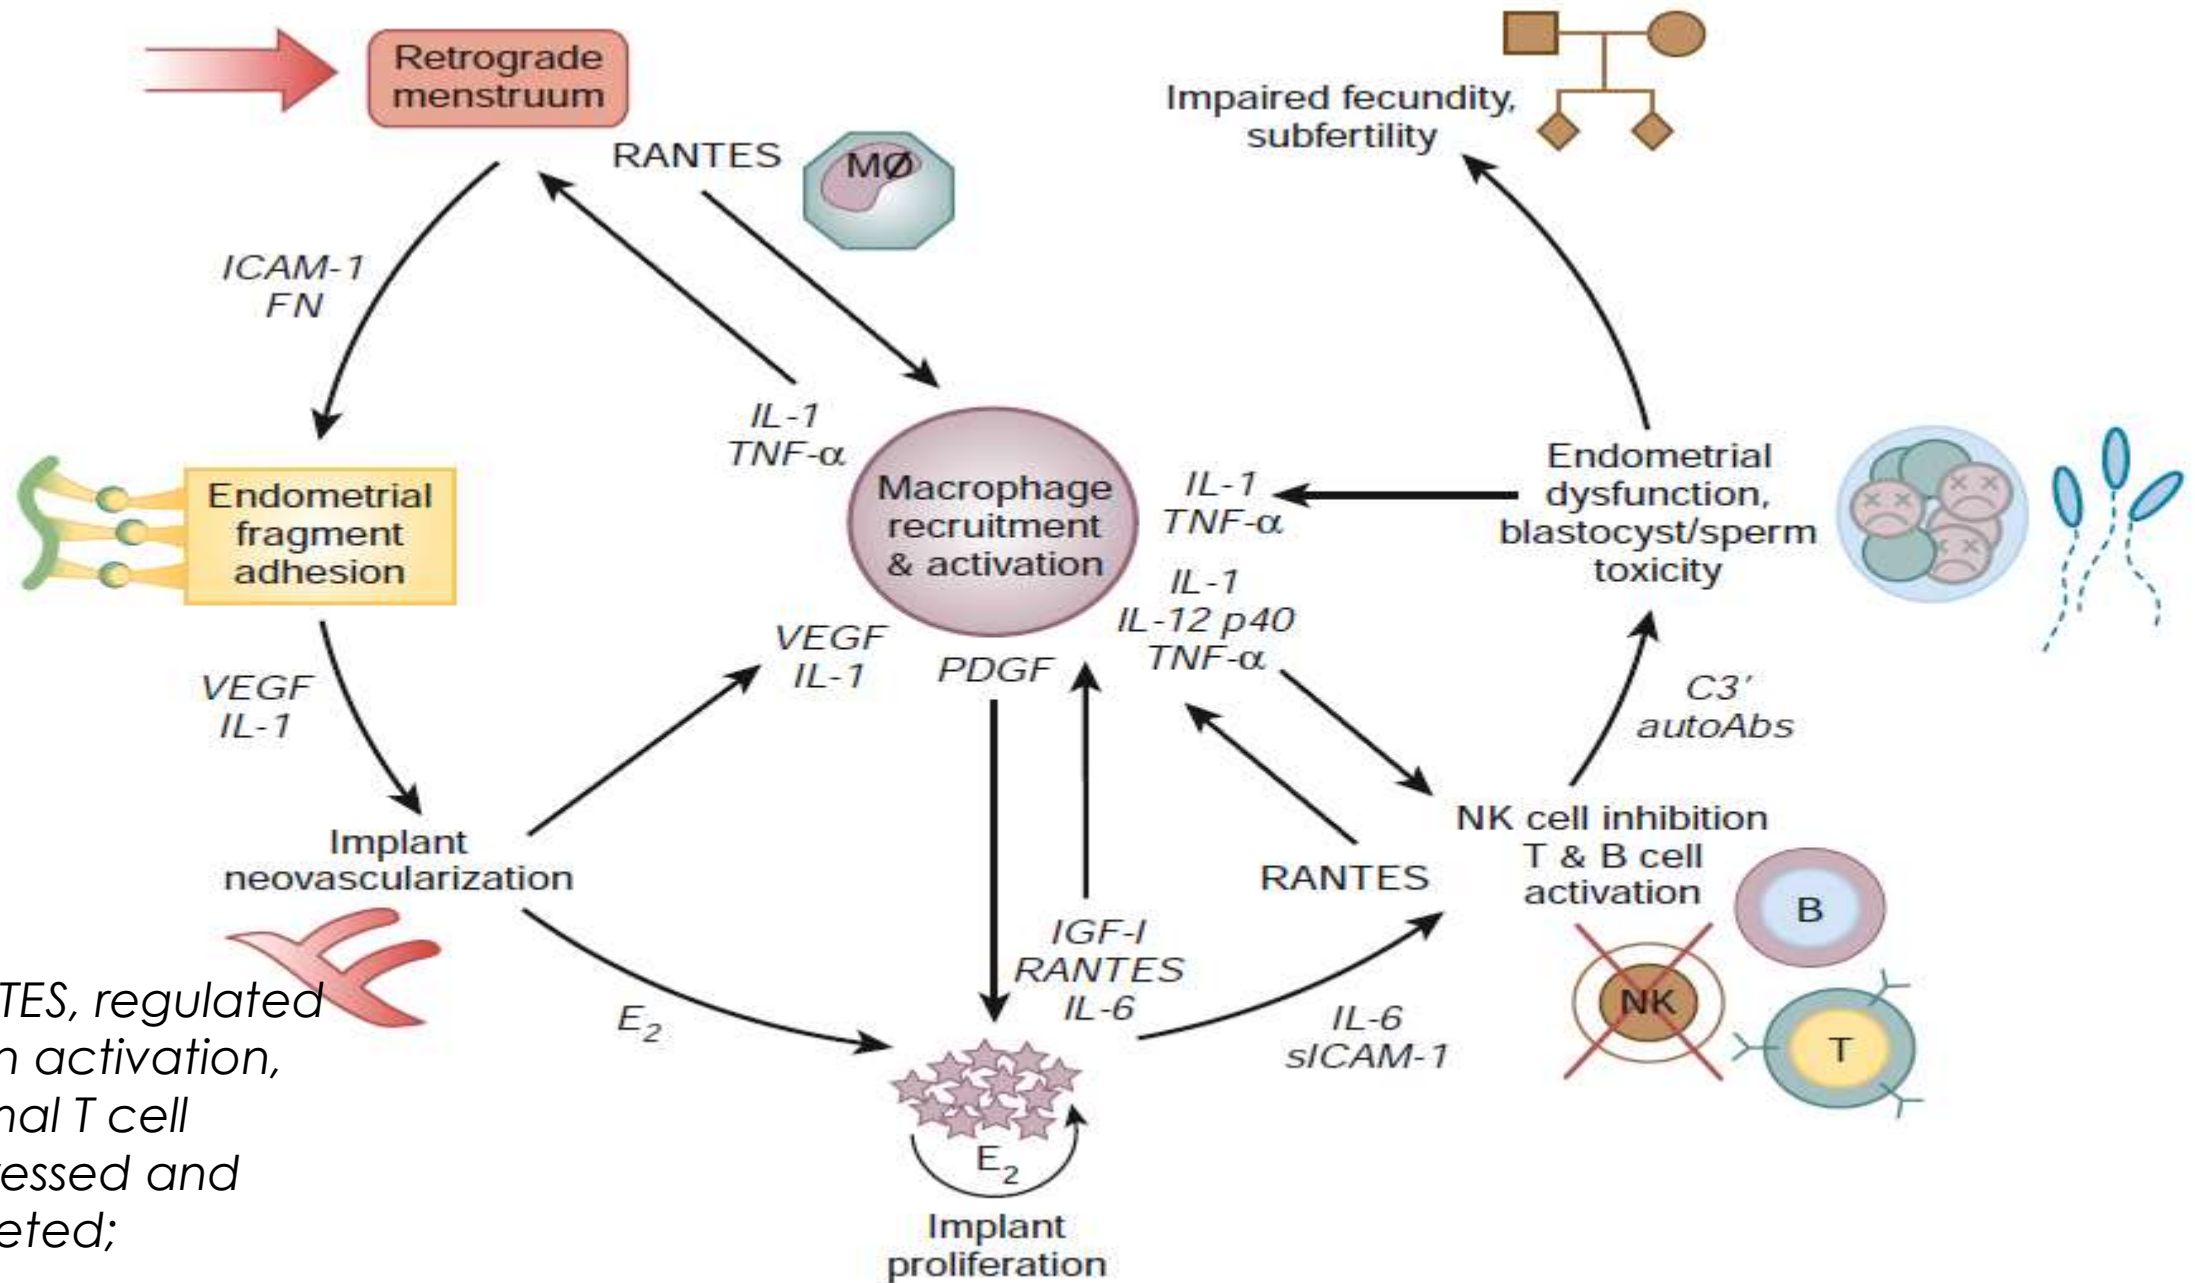 Retrograde
menstruum
RANTES
MØ
Impaired fecundity,
subfertility
ICAM-1
FN
IL-1
TNF-α
Endometrial
fragment
adhesion
Macrophage
recruitment
& activation
IL-1
TNF-α
Endometrial
dysfunction,
blastocyst/sperm
toxicity
IL-1
IL-12 p40
TNF-α
VEGF
IL-1
PDGF
VEGF
IL-1
C3′
autoAbs
Implant
neovascularization
NK cell inhibition
T & B cell
activation
RANTES
B
NK
T
IGF-I
RANTES
IL-6
E2
IL-6
sICAM-1
E2
Implant
proliferation
TES, regulated
activation,
T cell
and